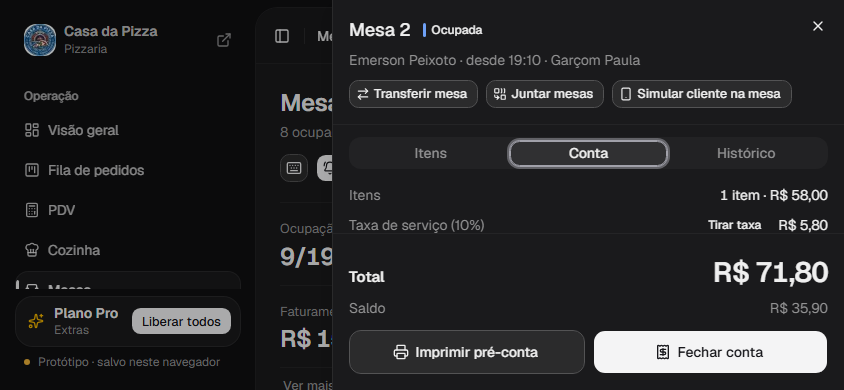 Casa da Pizza
Pizzaria
Operação
Visão geral
Fila de pedidos
PDV
Cozinha
Plano Pro
Extras
Liberar todos
Protótipo · salvo neste navegador
8 ocupa
Ocupaçã
9/19
Faturame
R$ 1
Ver mais
Mesa 2
Ocupada
Emerson Peixoto · desde 19:10 · Garçom Paula
Transferir mesa
Juntar mesas
Simular cliente na mesa
Itens
Conta
Histórico
Itens
1 item · R$ 58,00
Taxa de serviço (10%)
Tirar taxa
R$ 5,80
Total
R$ 71,80
Saldo
R$ 35,90
Imprimir pré-conta
Fechar conta